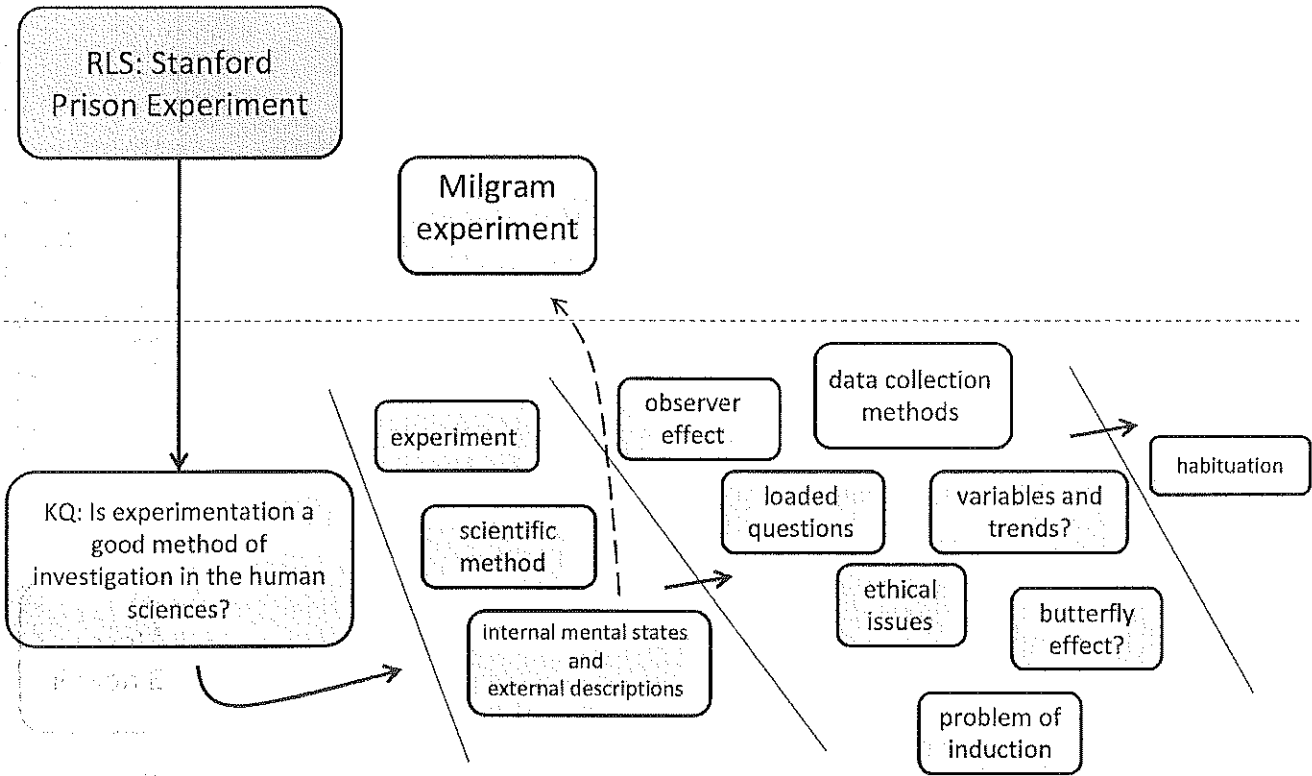 RLS: Stanford
Prison Experiment
Milgram
experiment
KQ: Is experimentation a
good method of
investigation in the human
sciences?
experiment
scientific
method
internal mental states
and
external descriptions
observer
effect
data collection
methods
loaded
questions
variables and
trends?
ethical
issues
butterfly
effect?
problem of
induction
habituation